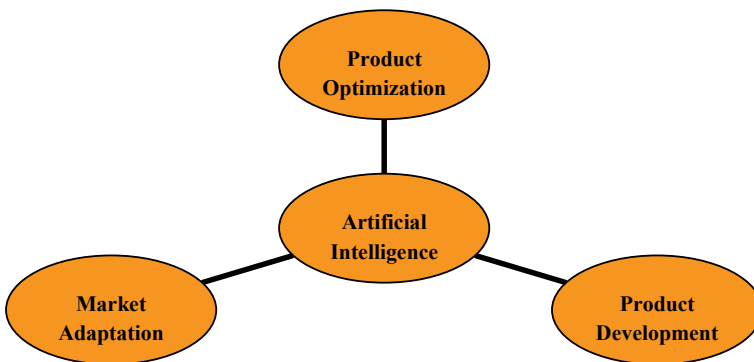 Product
Optimization
Artificial
Intelligence
Market
Adaptation
Product
Development